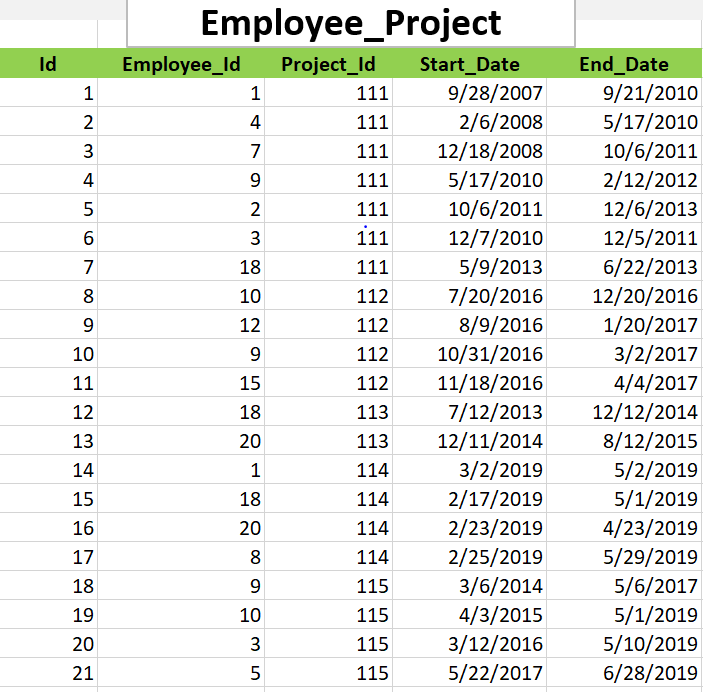 Employee_Project
Id Employee_Id Project_Id Start_Date End_Date
1 1 111 9/28/2007 9/21/2010
2 4 111 2/6/2008 5/17/2010
3 7 111 12/18/2008 10/6/2011
4 9 111 5/17/2010 2/12/2012
5 2 111 10/6/2011 12/6/2013
6 3 111 12/7/2010 12/5/2011
7 18 111 5/9/2013 6/22/2013
8 10 112 7/20/2016 12/20/2016
9 12 112 8/9/2016 1/20/2017
10 9 112 10/31/2016 3/2/2017
11 15 112 11/18/2016 4/4/2017
12 18 113 7/12/2013 12/12/2014
13 20 113 12/11/2014 8/12/2015
14 1 114 3/2/2019 5/2/2019
15 18 114 2/17/2019 5/1/2019
16 20 114 2/23/2019 4/23/2019
17 8 114 2/25/2019 5/29/2019
18 9 115 3/6/2014 5/6/2017
19 10 115 4/3/2015 5/1/2019
20 3 115 3/12/2016 5/10/2019
21 5 115 5/22/2017 6/28/2019